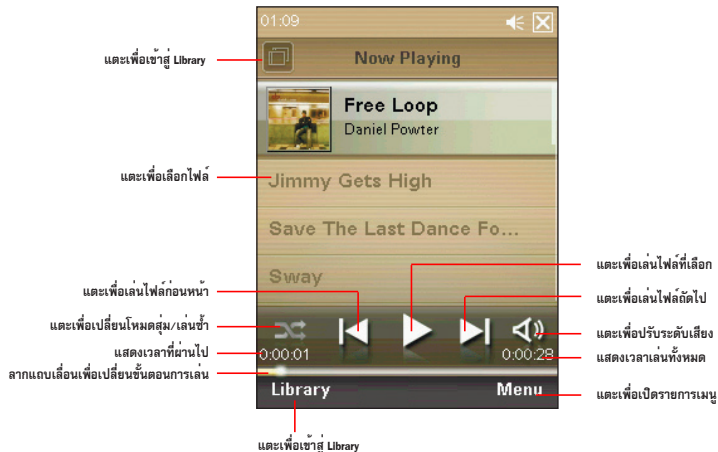 01:09
แตะเพื่อเข้าสู่ Library
Now Playing
Free Loop
Daniel Powter
แตะเพื่อเลือกไฟล์
Jimmy Gets High
Save The Last Dance Fo...
Sway
แตะเพื่อเล่นไฟล์ที่เลือก
แตะเพื่อเล่นไฟล์ก่อนหน้า
แตะเพื่อเล่นไฟล์ถัดไป
แตะเพื่อเปลี่ยนโหมดสุ่ม/เล่นซ้ำ
แตะเพื่อปรับระดับเสียง
แสดงเวลาที่ผ่านไป
0:00:01
0:00:28
แสดงเวลาเล่นทั้งหมด
ลากแถบเลื่อนเพื่อเปลี่ยนขั้นตอนการเล่น
Library
Menu
แตะเพื่อเปิดรายการเมนู
แตะเพื่อเข้าสู่ Library